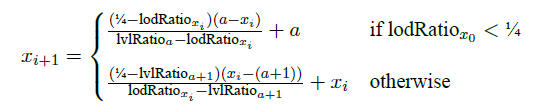 x_{i+1} = { (¼−lodRatio_{x_i})(a−x_i) / (lvlRatio_a−lodRatio_{x_i}) + a if lodRatio_{x_0} < ¼
(¼−lvlRatio_{a+1})(x_i−(a+1)) / (lodRatio_{x_i}−lvlRatio_{a+1}) + x_i otherwise